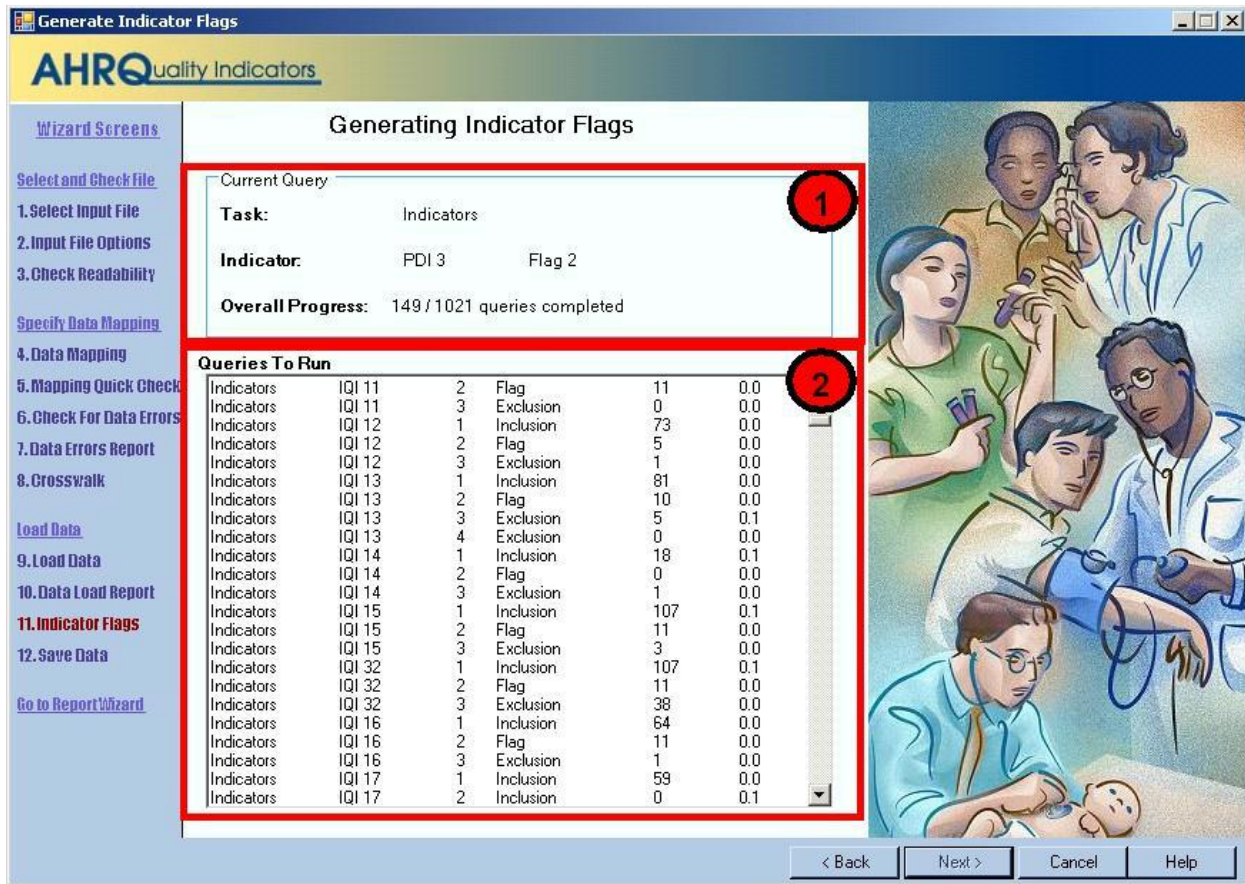 Generate Indicator Flags
AHRQuality Indicators
Wizard Screens
Select and Check File
1.Select Input File
2.Input File Options
3.Check Readability
Specify Data Mapping
4.Data Mapping
5.Mapping Quick Check
6.Check For Data Errors
7.Data Errors Report
8.Crosswalk
Load Data
9.Load Data
10.Data Load Report
11.Indicator Flags
12.Save Data
Go to Report Wizard
Generating Indicator Flags
Current Query
1
Task: Indicators
Indicator: PDI 3 Flag 2
Overall Progress: 149 / 1021 queries completed
Queries To Run
2
Indicators IQI 11 2 Flag 11 0.0
Indicators IQI 11 3 Exclusion 0 0.0
Indicators IQI 12 1 Inclusion 73 0.0
Indicators IQI 12 2 Flag 5 0.0
Indicators IQI 12 3 Exclusion 1 0.0
Indicators IQI 13 1 Inclusion 81 0.0
Indicators IQI 13 2 Flag 10 0.0
Indicators IQI 13 3 Exclusion 5 0.1
Indicators IQI 13 4 Exclusion 0 0.0
Indicators IQI 14 1 Inclusion 18 0.1
Indicators IQI 14 2 Flag 0 0.0
Indicators IQI 14 3 Exclusion 1 0.0
Indicators IQI 15 1 Inclusion 107 0.1
Indicators IQI 15 2 Flag 11 0.0
Indicators IQI 15 3 Exclusion 3 0.0
Indicators IQI 32 1 Inclusion 107 0.1
Indicators IQI 32 2 Flag 11 0.0
Indicators IQI 32 3 Exclusion 38 0.0
Indicators IQI 16 1 Inclusion 64 0.0
Indicators IQI 16 2 Flag 11 0.0
Indicators IQI 16 3 Exclusion 1 0.0
Indicators IQI 17 1 Inclusion 59 0.0
Indicators IQI 17 2 Inclusion 0 0.1
< Back Next > Cancel Help